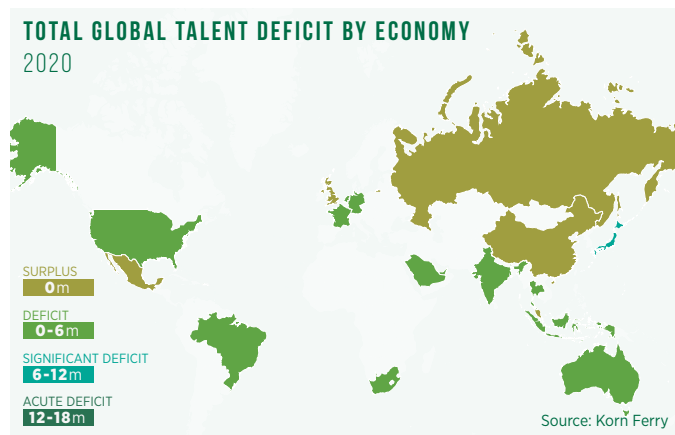 TOTAL GLOBAL TALENT DEFICIT BY ECONOMY
2020
SURPLUS
0m
DEFICIT
0-6m
SIGNIFICANT DEFICIT
6-12m
ACUTE DEFICIT
12-18m
Source: Korn Ferry